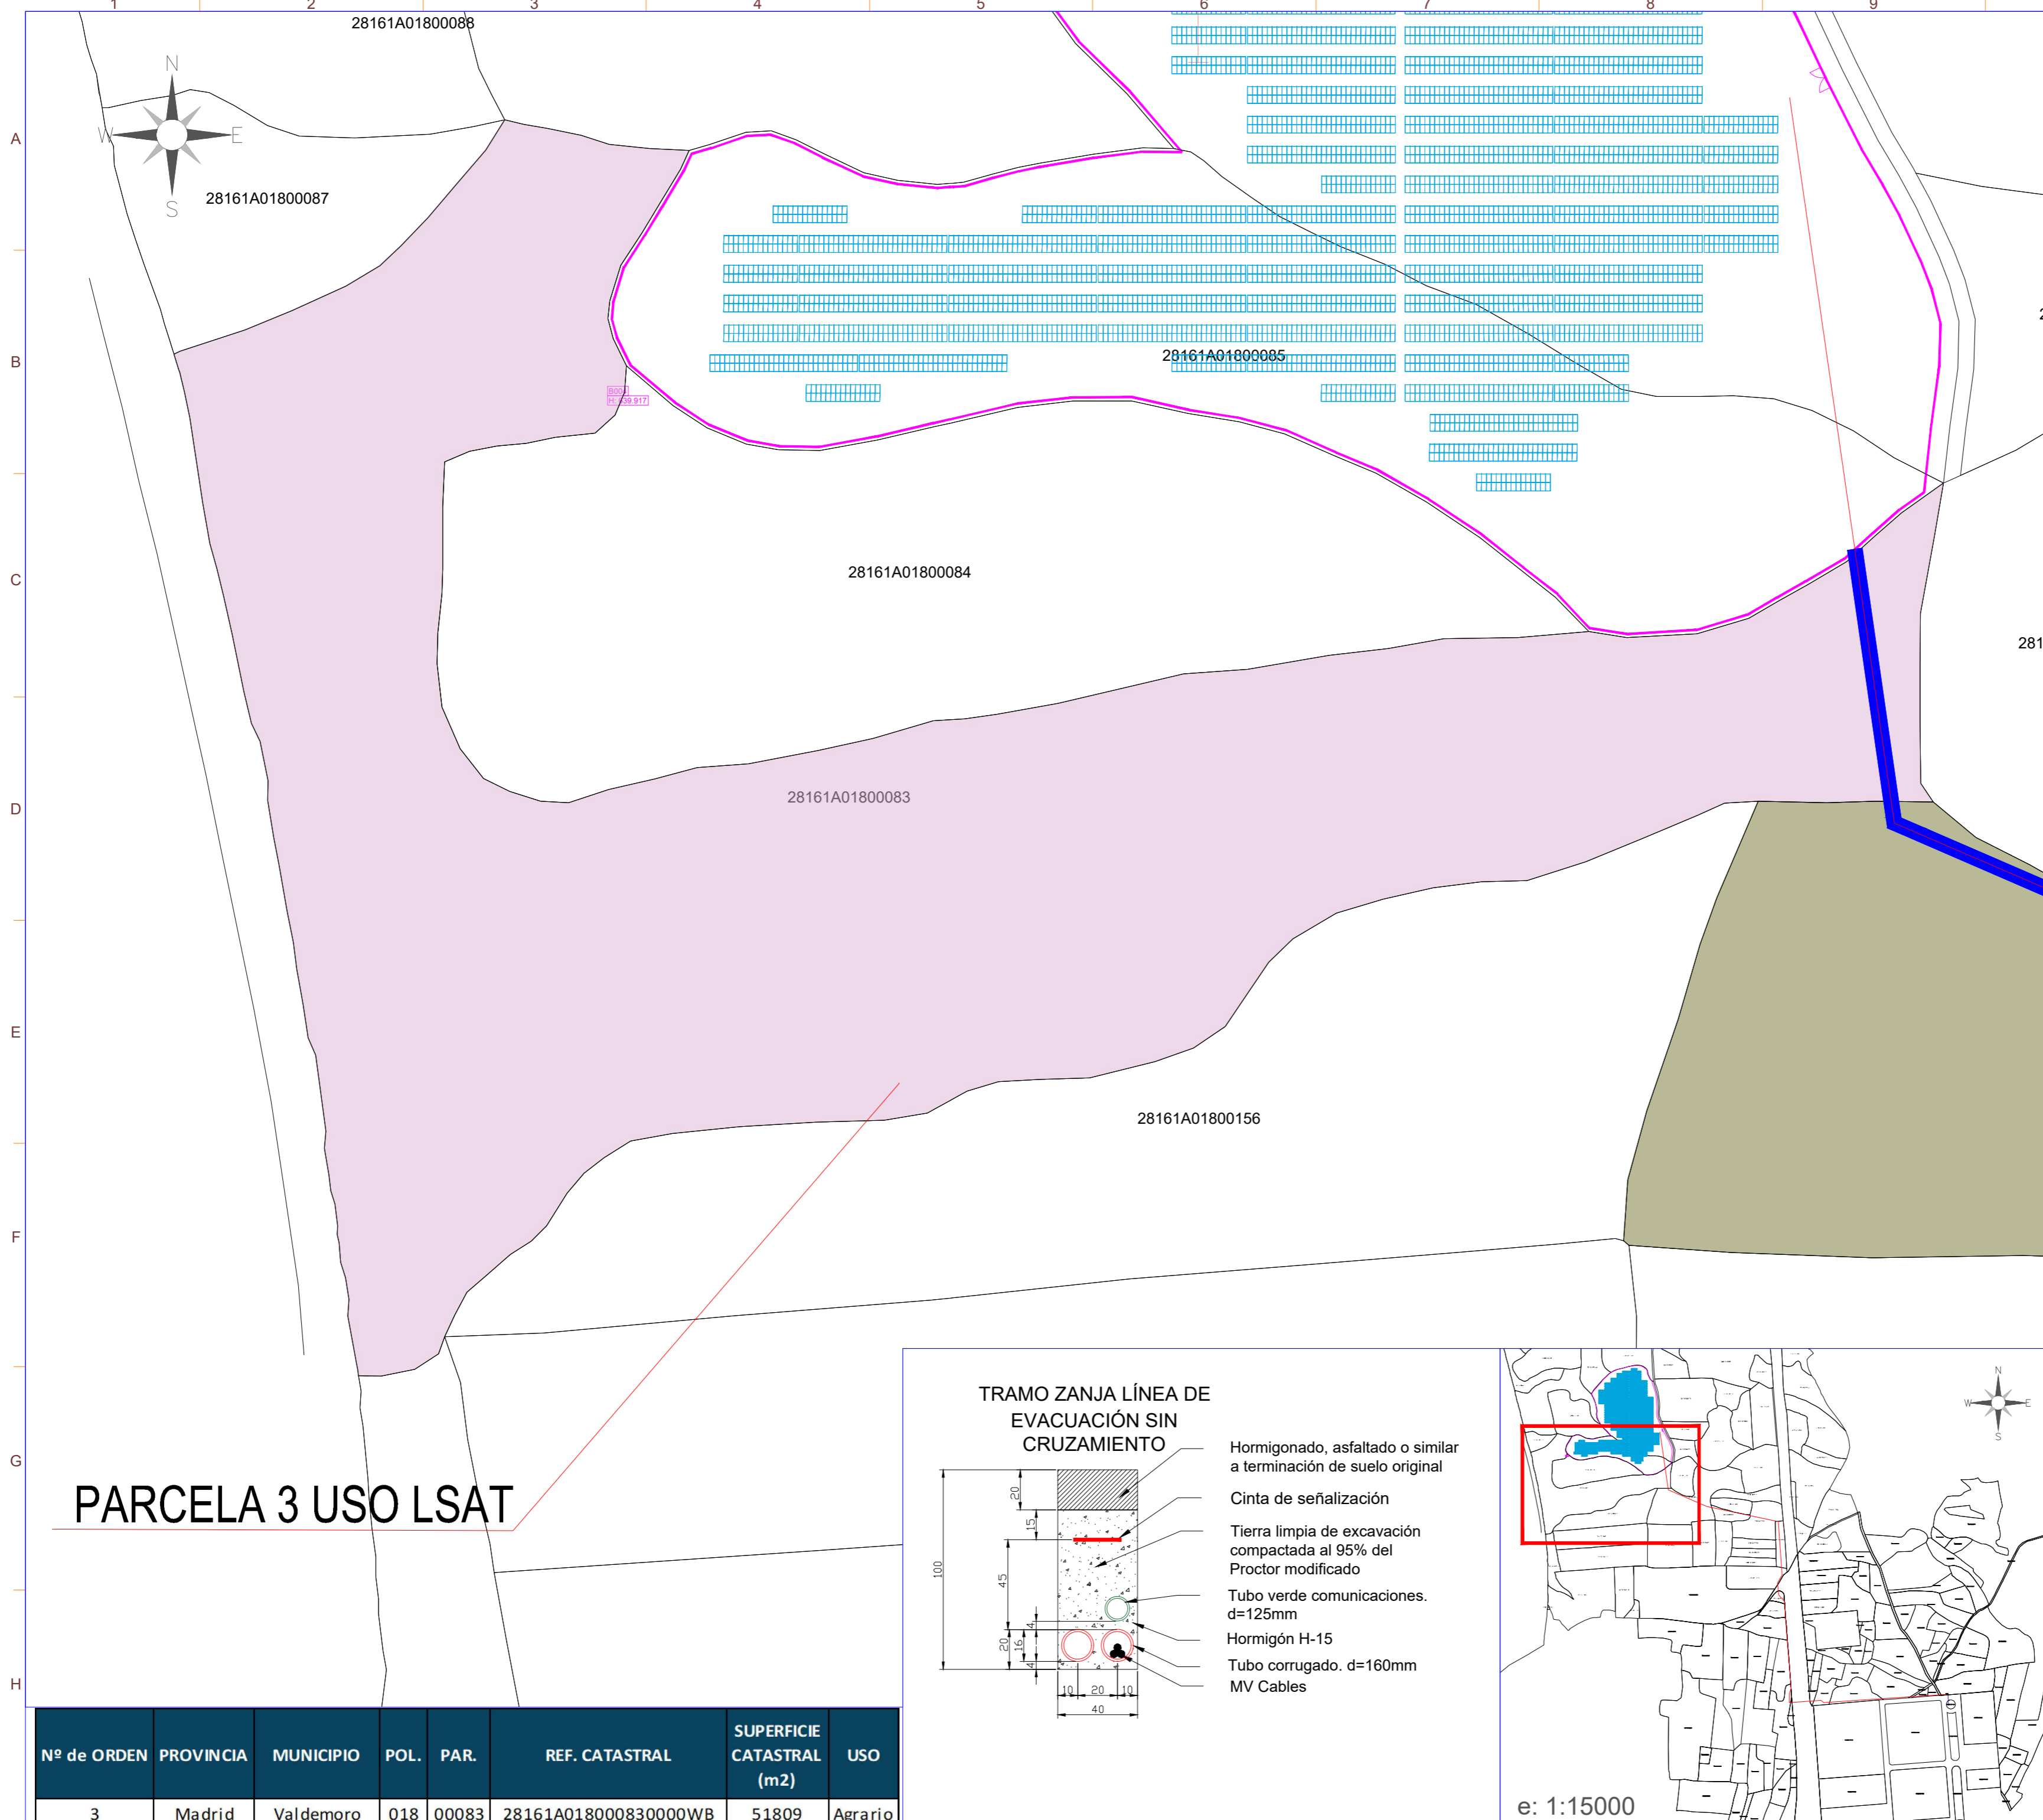 1 2 3 4 5 6 7 8 9
28161A01800088
N
W E
S
A
28161A01800087
B
28161A01800085
H: 39.917
C
28161A01800084
281
D
28161A01800083
E
28161A01800156
F
G
PARCELA 3 USO LSAT
H
TRAMO ZANJA LÍNEA DE
EVACUACIÓN SIN
CRUZAMIENTO
Hormigonado, asfaltado o similar
a terminación de suelo original
Cinta de señalización
Tierra limpia de excavación
compactada al 95% del
Proctor modificado
Tubo verde comunicaciones.
d=125mm
Hormigón H-15
Tubo corrugado. d=160mm
MV Cables
20
15
100
45
4
20
16
4
10 20 10
40
N
W E
S
e: 1:15000
Nº de ORDEN PROVINCIA MUNICIPIO POL. PAR. REF. CATASTRAL SUPERFICIE CATASTRAL (m2) USO
3 Madrid Valdemoro 018 00083 28161A018000830000WB 51809 Agrario